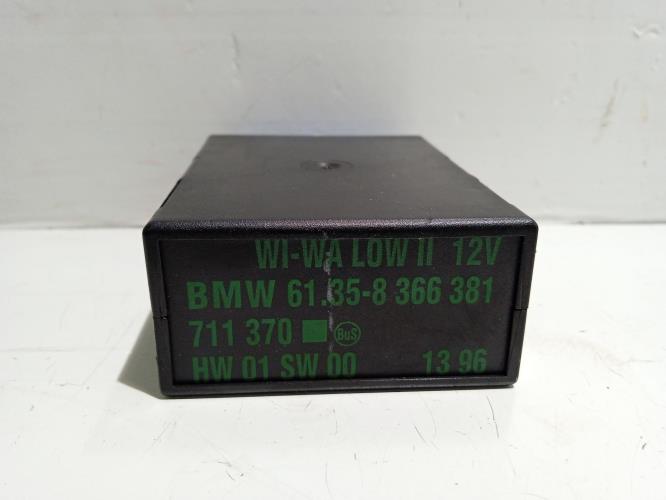 WI-WA LOW II 12V
BMW 61.35-8 366 381
711 370 BuS
HW 01 SW 00 13 96